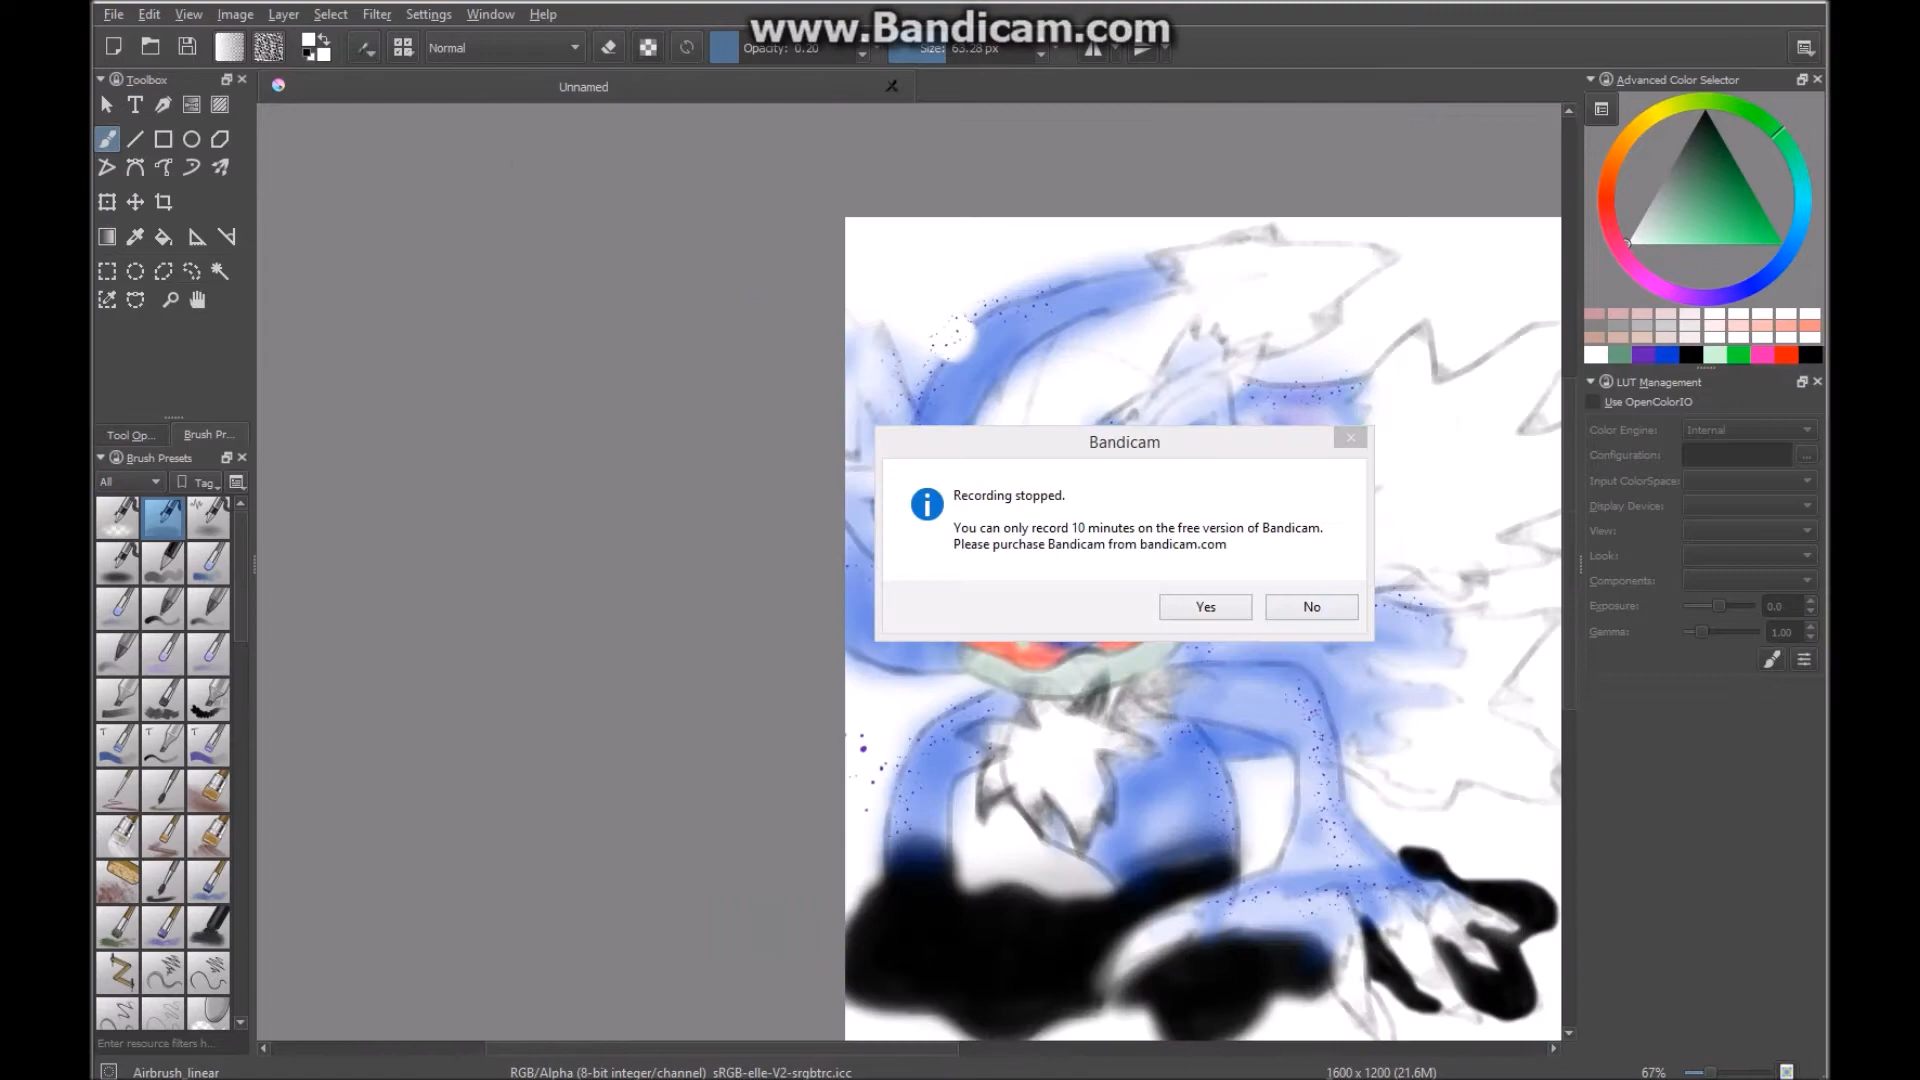 File Edit View Image Layer Select Filter Settings Window Help
www.Bandicam.com
Normal
Opacity: 0.20
Size: 63.28 px
Toolbox
Unnamed
Advanced Color Selector
LUT Management
Use OpenColorIO
Color Engine: Internal
Configuration: ...
Input ColorSpace:
Display Device:
View:
Look:
Components:
Exposure: 0.0
Gamma: 1.00
Tool Op... Brush Pr...
Brush Presets
All Tag
Bandicam
Recording stopped.
You can only record 10 minutes on the free version of Bandicam.
Please purchase Bandicam from bandicam.com
Yes No
Enter resource filters h...
Airbrush_linear
RGB/Alpha (8-bit integer/channel) sRGB-elle-V2-srgbtrc.icc
1600 x 1200 (21.6M)
67%